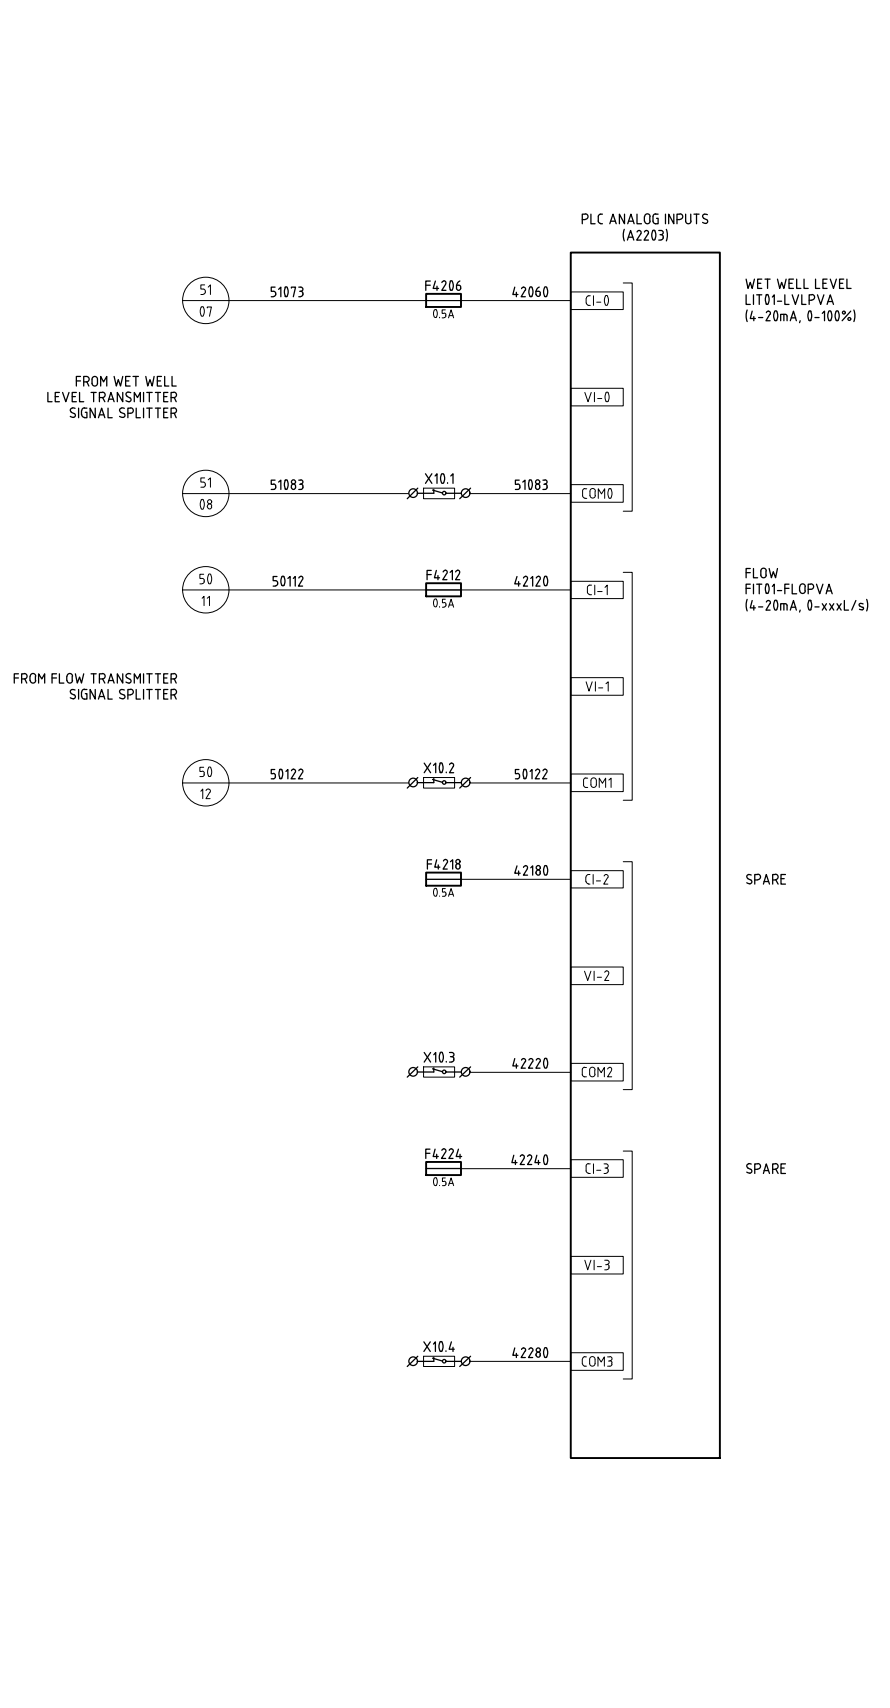 PLC ANALOG INPUTS
(A2203)
51
07
51073
F4206
0.5A
42060
CI-0
WET WELL LEVEL
LIT01-LVLPVA
(4-20mA, 0-100%)
FROM WET WELL
LEVEL TRANSMITTER
SIGNAL SPLITTER
VI-0
51
08
51083
X10.1
51083
COM0
50
11
50112
F4212
0.5A
42120
CI-1
FLOW
FIT01-FLOPVA
(4-20mA, 0-xxxL/s)
FROM FLOW TRANSMITTER
SIGNAL SPLITTER
VI-1
50
12
50122
X10.2
50122
COM1
F4218
0.5A
42180
CI-2
SPARE
VI-2
X10.3
42220
COM2
F4224
0.5A
42240
CI-3
SPARE
VI-3
X10.4
42280
COM3